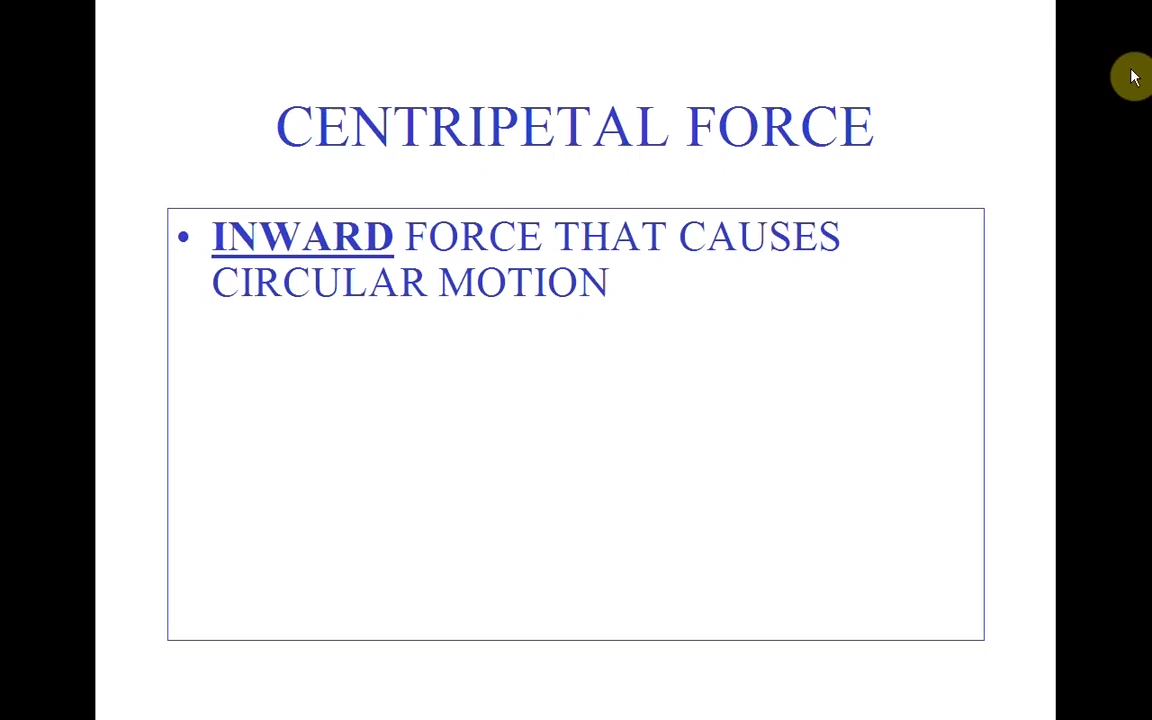 CENTRIPETAL FORCE
• INWARD FORCE THAT CAUSES
CIRCULAR MOTION